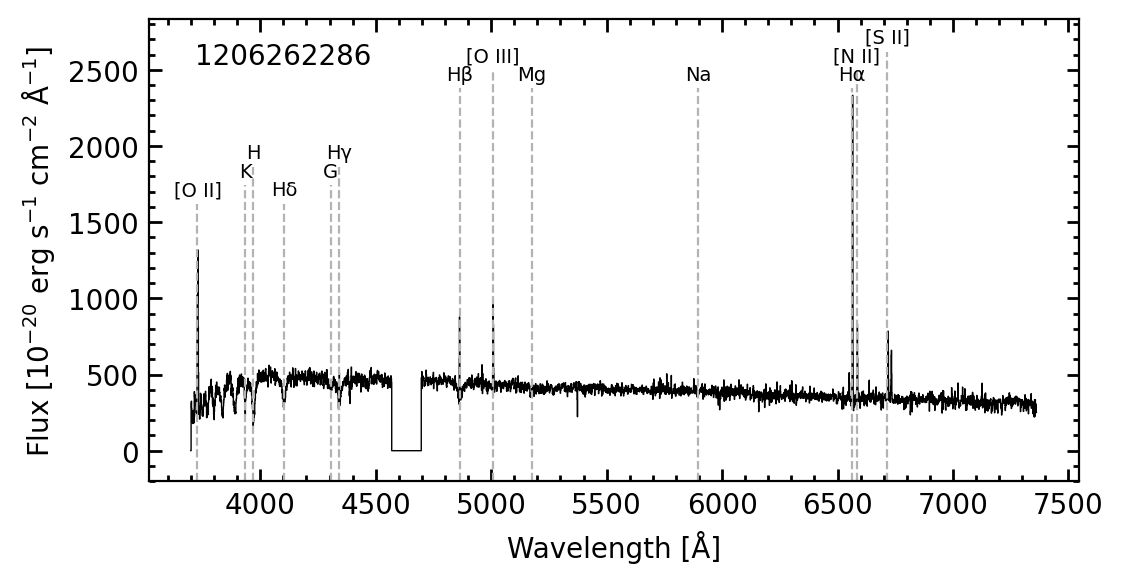 1206262286
[S II]
[O III]
[N II]
Hβ
Mg
Na
Hα
H
Hγ
K
G
[O II]
Hδ
2500
2000
1500
1000
500
0
Flux [10⁻²⁰ erg s⁻¹ cm⁻² Å⁻¹]
4000 4500 5000 5500 6000 6500 7000 7500
Wavelength [Å]